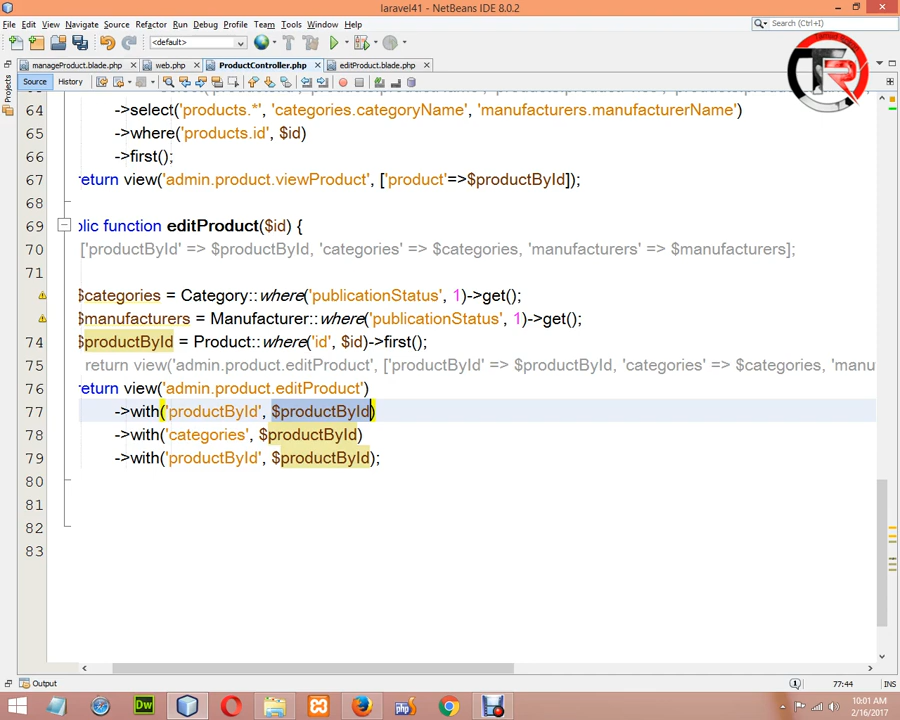 laravel41 - NetBeans IDE 8.0.2
File Edit View Navigate Source Refactor Run Debug Profile Team Tools Window Help
Search (Ctrl+I)
<default>
manageProduct.blade.php web.php ProductController.php editProduct.blade.php
Source History
Projects
64 ->select('products.*', 'categories.categoryName', 'manufacturers.manufacturerName')
65 ->where('products.id', $id)
66 ->first();
67 return view('admin.product.viewProduct', ['product'=>$productById]);
68
69 blic function editProduct($id) {
70 ['productById' => $productById, 'categories' => $categories, 'manufacturers' => $manufacturers];
71
$categories = Category::where('publicationStatus', 1)->get();
$manufacturers = Manufacturer::where('publicationStatus', 1)->get();
74 $productById = Product::where('id', $id)->first();
75 return view('admin.product.editProduct', ['productById' => $productById, 'categories' => $categories, 'manu
76 return view('admin.product.editProduct')
77 ->with('productById', $productById)
78 ->with('categories', $productById)
79 ->with('productById', $productById);
80
81
82
83
Output
77:44 INS
10:01 AM
2/16/2017